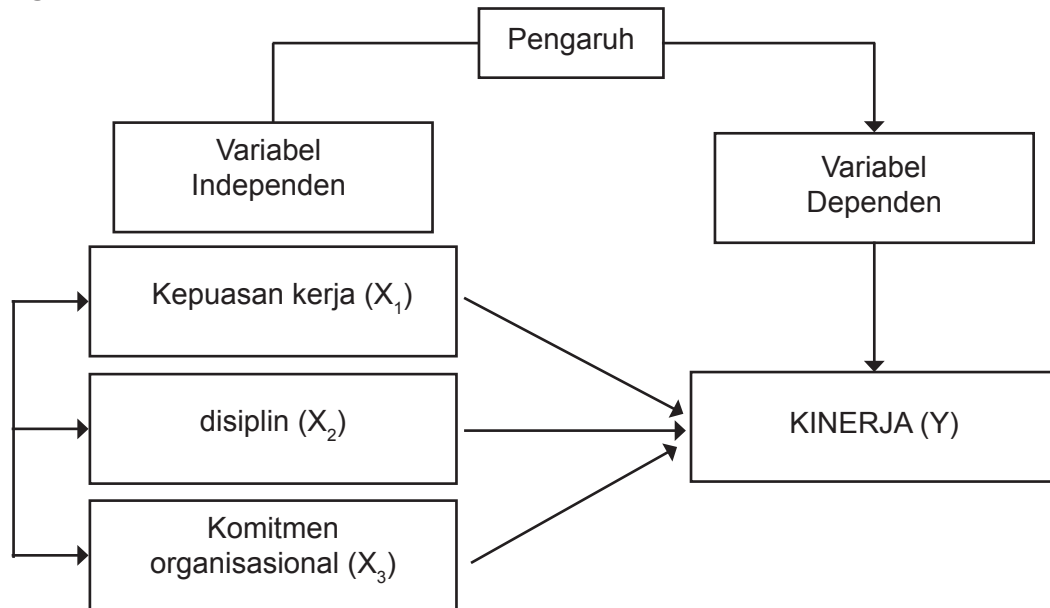 Pengaruh
Variabel
Independen
Variabel
Dependen
Kepuasan kerja (X₁)
disiplin (X₂)
KINERJA (Y)
Komitmen
organisasional (X₃)